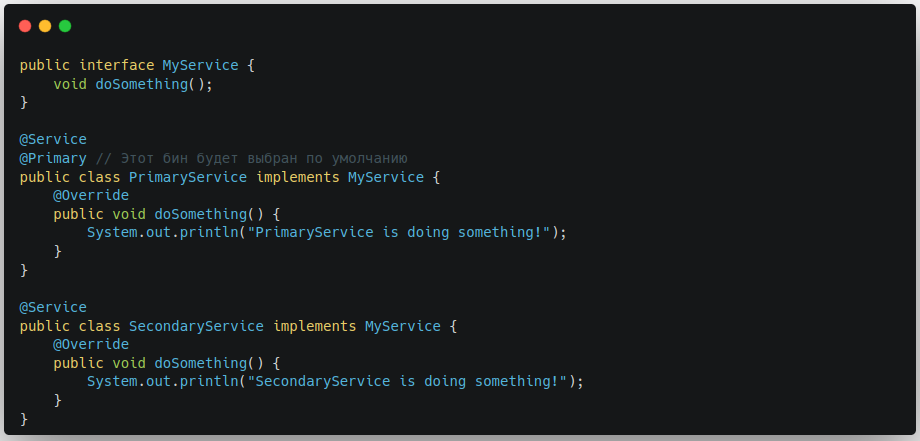 public interface MyService {
    void doSomething();
}

@Service
@Primary // Этот бин будет выбран по умолчанию
public class PrimaryService implements MyService {
    @Override
    public void doSomething() {
        System.out.println("PrimaryService is doing something!");
    }
}

@Service
public class SecondaryService implements MyService {
    @Override
    public void doSomething() {
        System.out.println("SecondaryService is doing something!");
    }
}